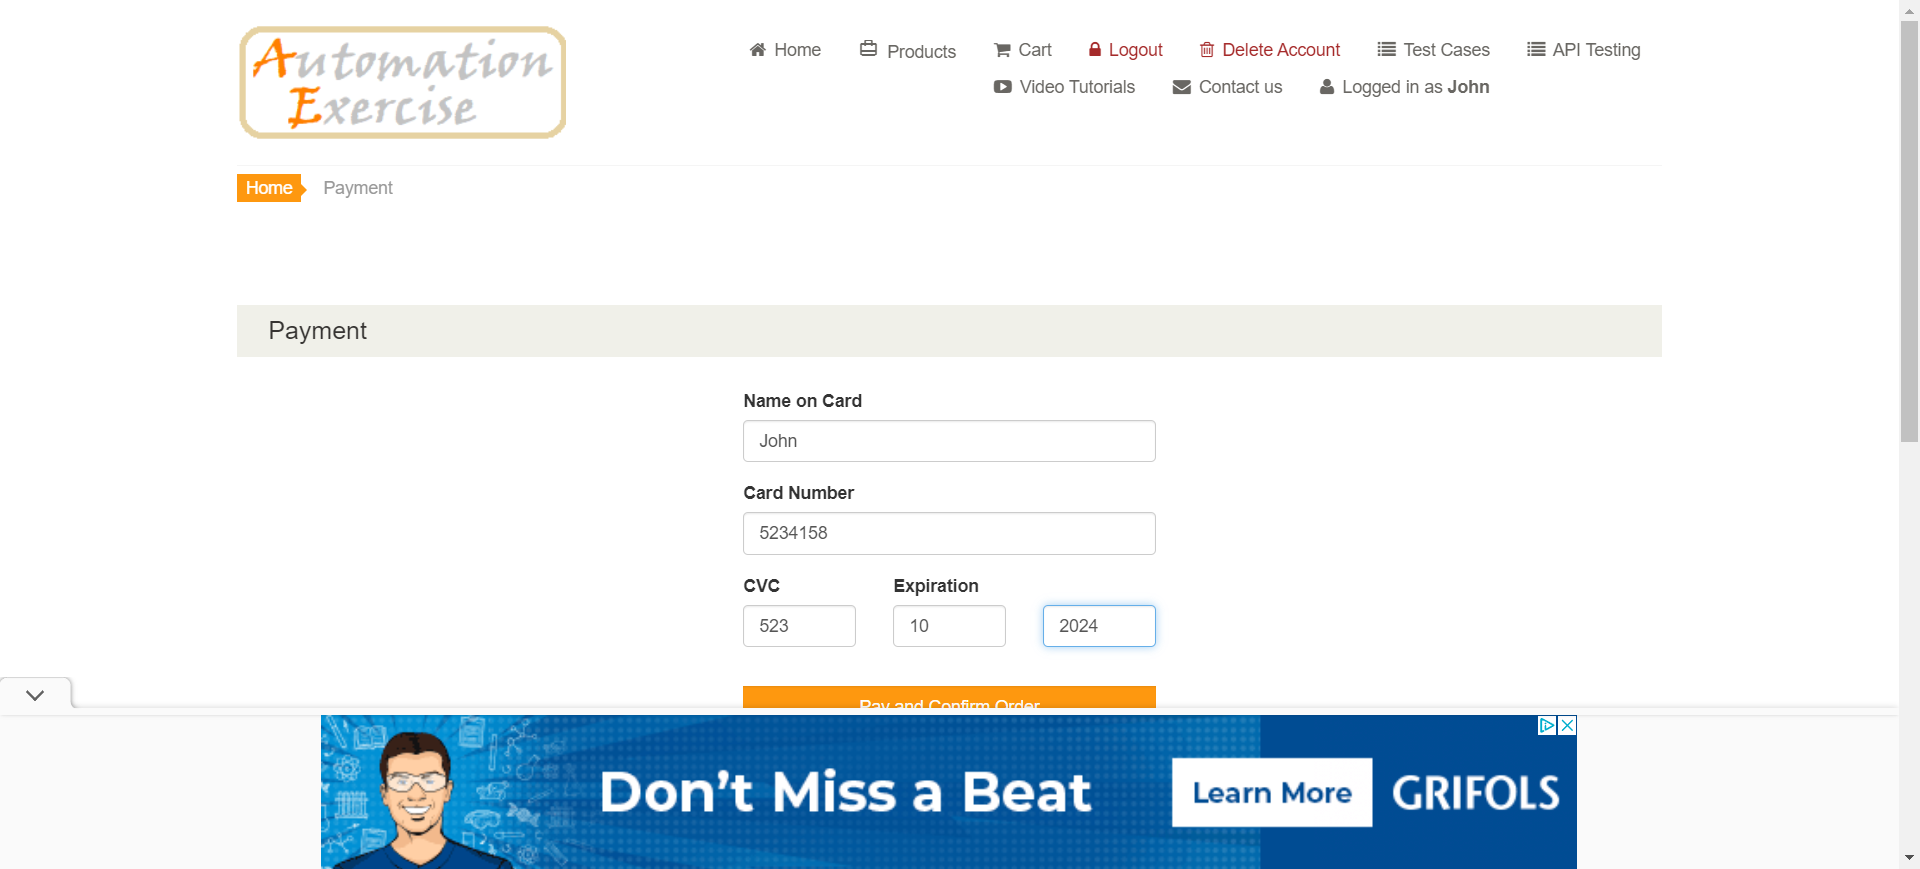 Automation
Exercise
Home
Products
Cart
Logout
Delete Account
Test Cases
API Testing
Video Tutorials
Contact us
Logged in as John
Home
Payment
Payment
Name on Card
John
Card Number
5234158
CVC
Expiration
523
10
2024
Pay and Confirm Order
Don't Miss a Beat
Learn More
GRIFOLS